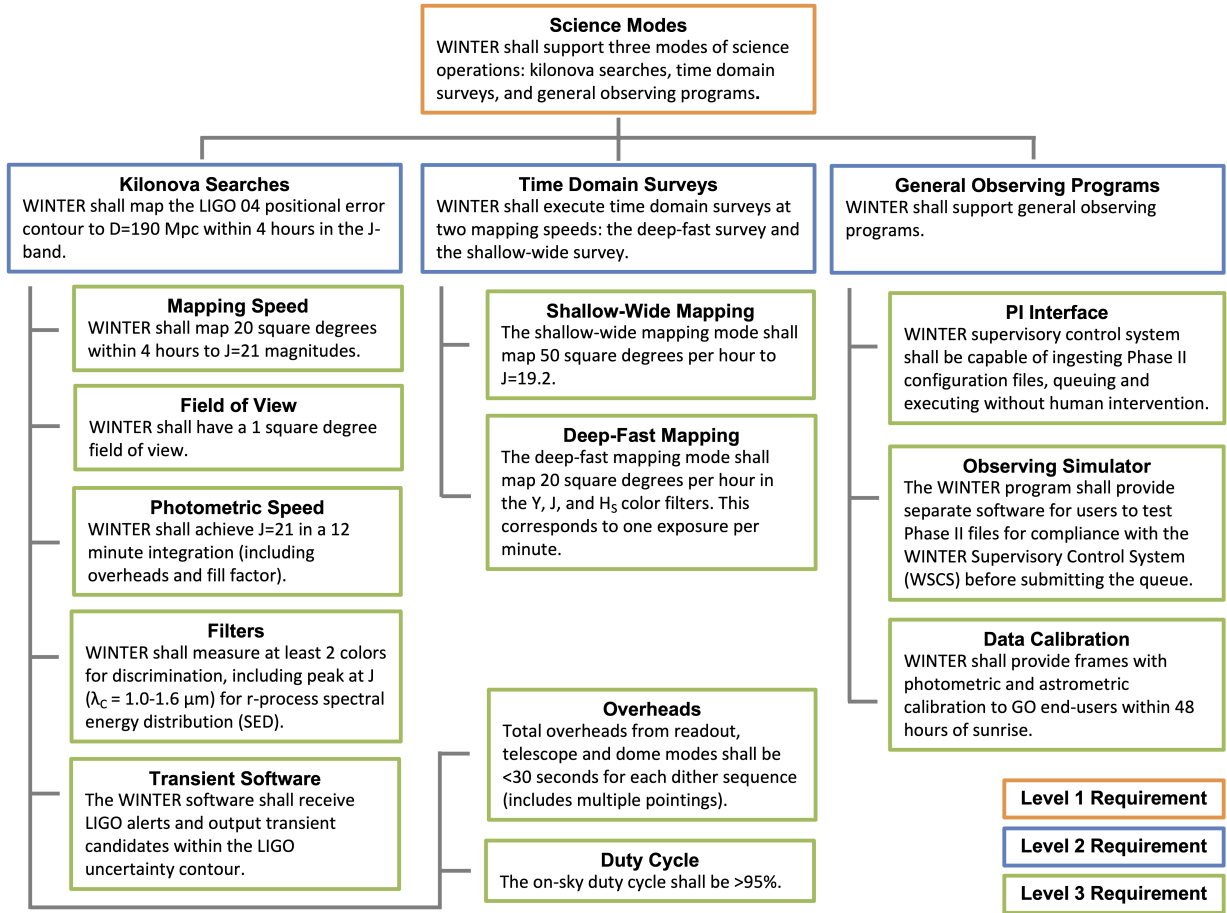 Science Modes
WINTER shall support three modes of science
operations: kilonova searches, time domain
surveys, and general observing programs.
Kilonova Searches
WINTER shall map the LIGO 04 positional error
contour to D=190 Mpc within 4 hours in the J-
band.
Time Domain Surveys
WINTER shall execute time domain surveys at
two mapping speeds: the deep-fast survey and
the shallow-wide survey.
General Observing Programs
WINTER shall support general observing
programs.
Mapping Speed
WINTER shall map 20 square degrees
within 4 hours to J=21 magnitudes.
Field of View
WINTER shall have a 1 square degree
field of view.
Photometric Speed
WINTER shall achieve J=21 in a 12
minute integration (including
overheads and fill factor).
Filters
WINTER shall measure at least 2 colors
for discrimination, including peak at J
(λC = 1.0-1.6 μm) for r-process spectral
energy distribution (SED).
Transient Software
The WINTER software shall receive
LIGO alerts and output transient
candidates within the LIGO
uncertainty contour.
Shallow-Wide Mapping
The shallow-wide mapping mode shall
map 50 square degrees per hour to
J=19.2.
Deep-Fast Mapping
The deep-fast mapping mode shall
map 20 square degrees per hour in
the Y, J, and HS color filters. This
corresponds to one exposure per
minute.
Overheads
Total overheads from readout,
telescope and dome modes shall be
<30 seconds for each dither sequence
(includes multiple pointings).
Duty Cycle
The on-sky duty cycle shall be >95%.
PI Interface
WINTER supervisory control system
shall be capable of ingesting Phase II
configuration files, queuing and
executing without human intervention.
Observing Simulator
The WINTER program shall provide
separate software for users to test
Phase II files for compliance with the
WINTER Supervisory Control System
(WSCS) before submitting the queue.
Data Calibration
WINTER shall provide frames with
photometric and astrometric
calibration to GO end-users within 48
hours of sunrise.
Level 1 Requirement
Level 2 Requirement
Level 3 Requirement